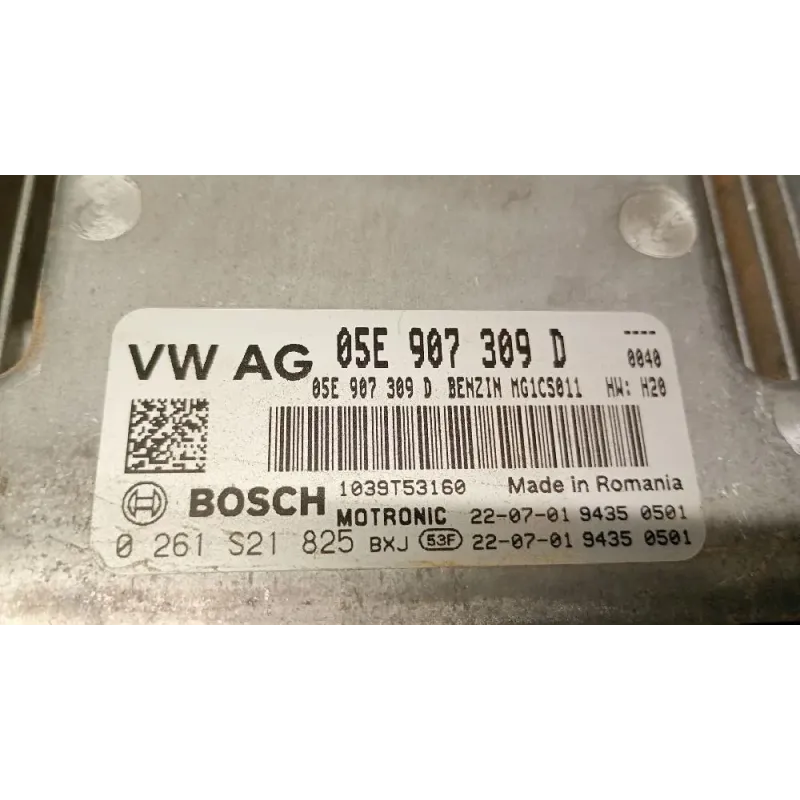 VW AG 05E 907 309 D ----
0040
05E 907 309 D BENZIN MG1CS011 HW: H20
BOSCH 1039T53160 Made in Romania
MOTRONIC 22-07-01 9435 0501
0 261 S21 825 BXJ 53F 22-07-01 9435 0501